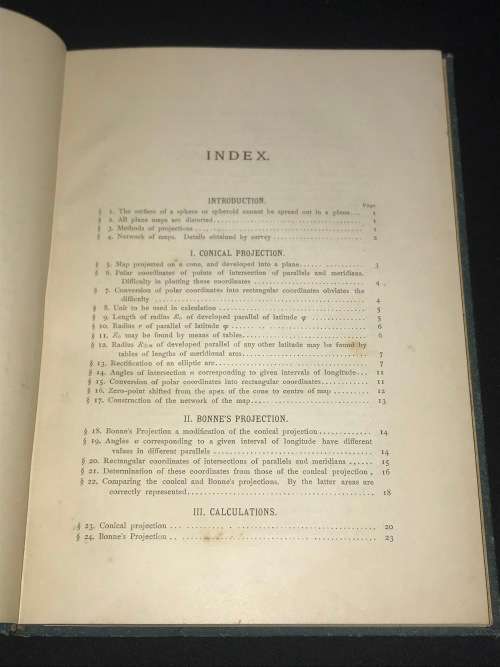 INDEX.
INTRODUCTION.
Page
§ 1. The surface of a sphere or spheroid cannot be spread out in a plane ... 1
§ 2. All plane maps are distorted ... 1
§ 3. Methods of projections ... 1
§ 4. Network of maps. Details obtained by survey ... 2
I. CONICAL PROJECTION.
§ 5. Map projected on a cone, and developed into a plane ... 3
§ 6. Polar coordinates of points of intersection of parallels and meridians.
Difficulty in plotting these coordinates ... 4
§ 7. Conversion of polar coordinates into rectangular coordinates obviates the
difficulty ... 4
§ 8. Unit to be used in calculation ... 5
§ 9. Length of radius R₀ of developed parallel of latitude φ ... 5
§ 10. Radius r of parallel of latitude φ ... 6
§ 11. R₀ may be found by means of tables ... 6
§ 12. Radius of developed parallel of any other latitude may be found by
tables of lengths of meridional arcs ... 7
§ 13. Rectification of an elliptic arc ... 7
§ 14. Angles of intersection α corresponding to given intervals of longitude ... 11
§ 15. Conversion of polar coordinates into rectangular coordinates ... 11
§ 16. Zero-point shifted from the apex of the cone to centre of map ... 12
§ 17. Construction of the network of the map ... 13
II. BONNE'S PROJECTION.
§ 18. Bonne's Projection a modification of the conical projection ... 14
§ 19. Angles α corresponding to a given interval of longitude have different
values in different parallels ... 14
§ 20. Rectangular coordinates of intersections of parallels and meridians ... 15
§ 21. Determination of these coordinates from those of the conical projection . 16
§ 22. Comparing the conical and Bonne's projections. By the latter areas are
correctly represented ... 18
III. CALCULATIONS.
§ 23. Conical projection ... 20
§ 24. Bonne's Projection ... 23